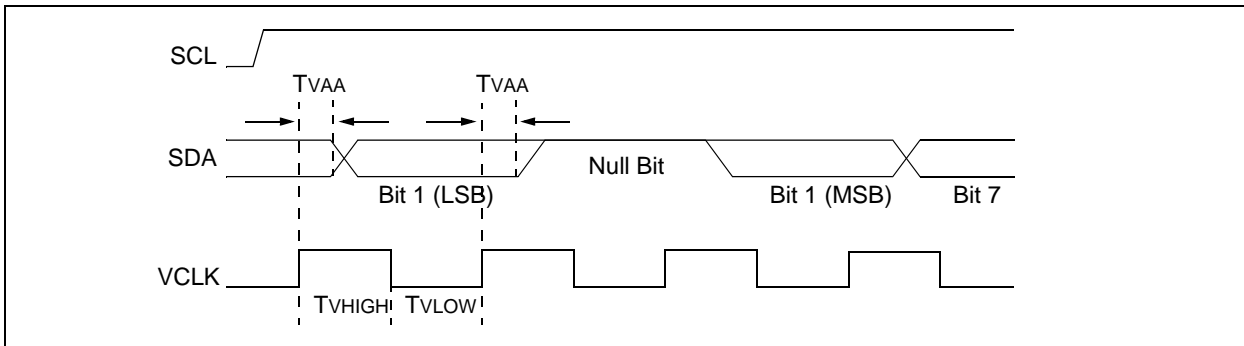 SCL
TVAA TVAA
SDA
Null Bit
Bit 1 (LSB) Bit 1 (MSB) Bit 7
VCLK
TVHIGH TVLOW